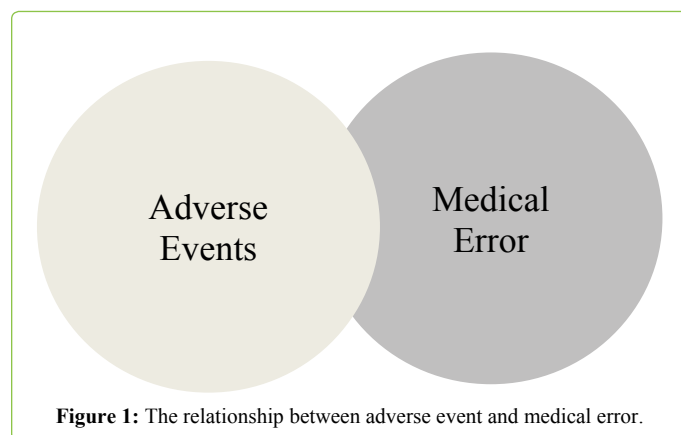 Adverse
Events
Medical
Error
Figure 1: The relationship between adverse event and medical error.